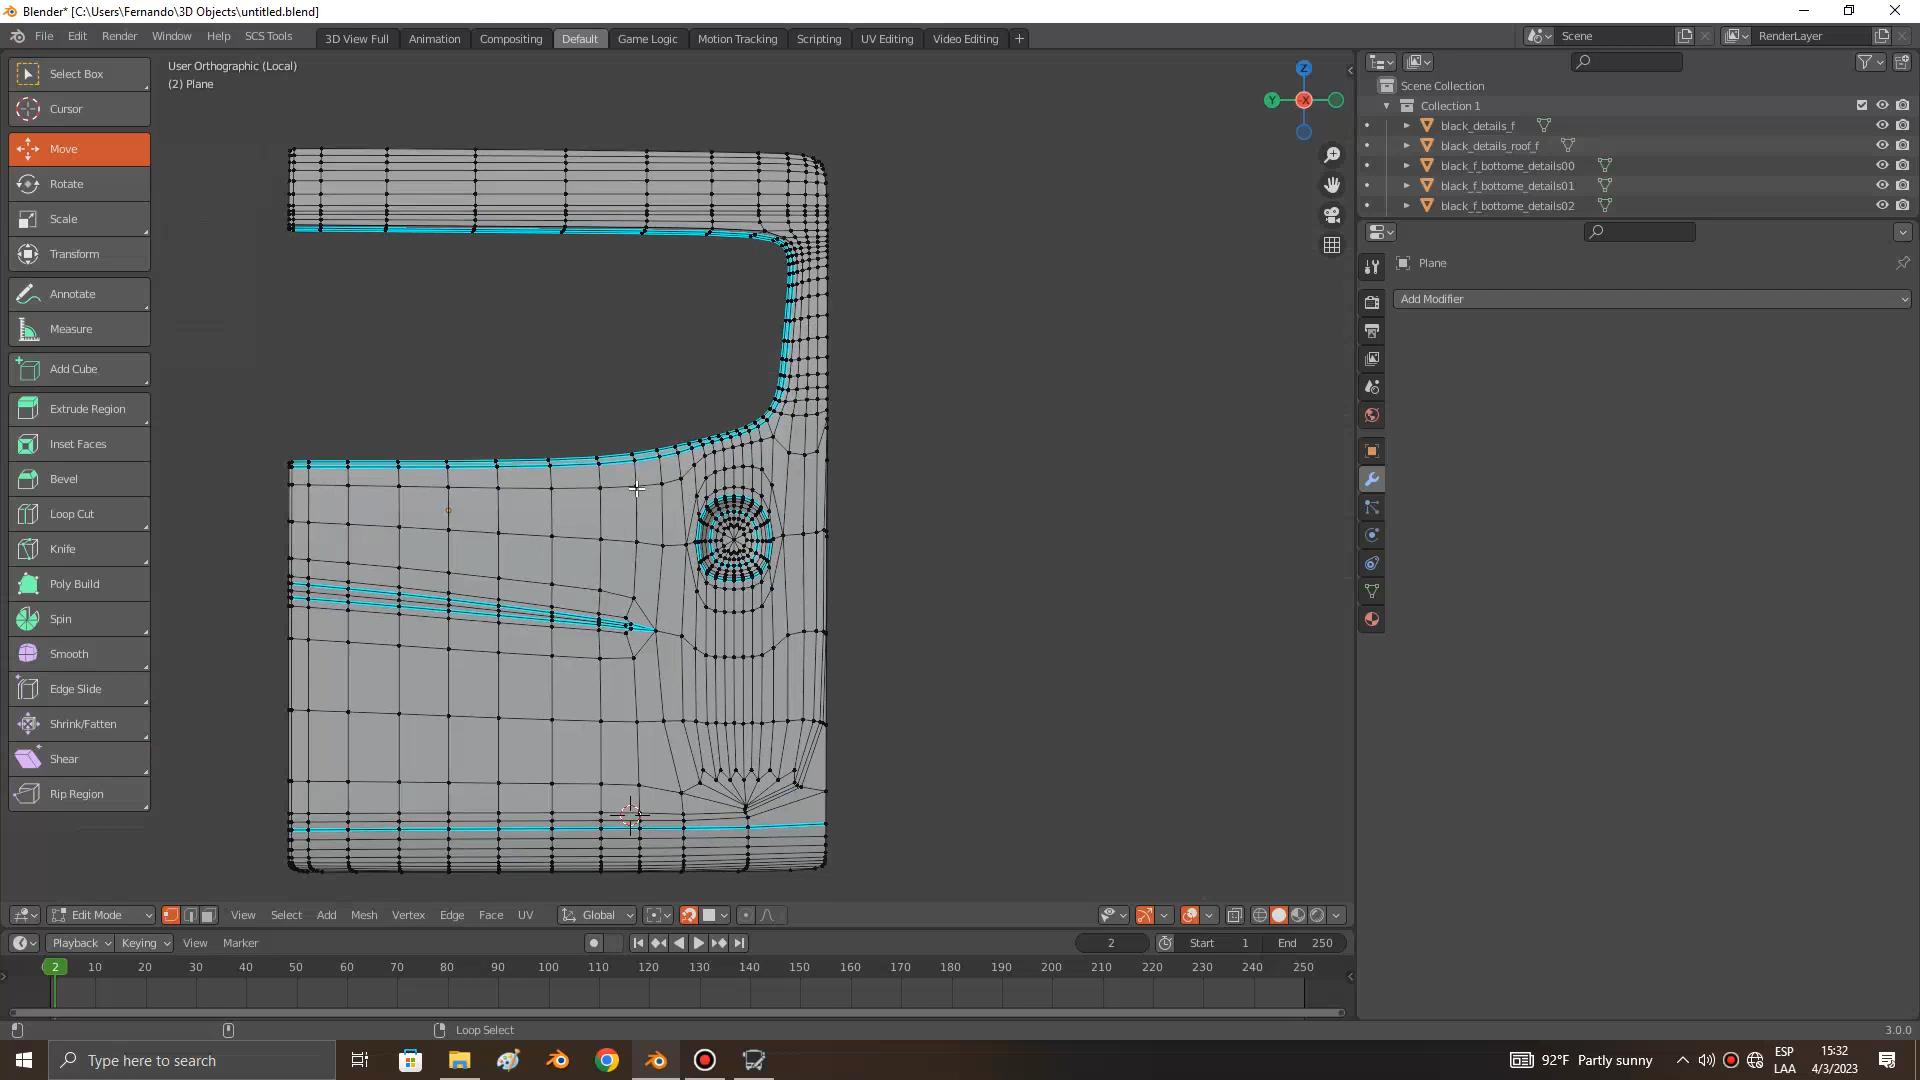 Blender* [C:\Users\Fernando\3D Objects\untitled.blend]
File Edit Render Window Help SCS Tools
3D View Full Animation Compositing Default Game Logic Motion Tracking Scripting UV Editing Video Editing +
Scene
RenderLayer
Select Box
Cursor
Move
Rotate
Scale
Transform
Annotate
Measure
Add Cube
Extrude Region
Inset Faces
Bevel
Loop Cut
Knife
Poly Build
Spin
Smooth
Edge Slide
Shrink/Fatten
Shear
Rip Region
User Orthographic (Local)
(2) Plane
Z
Y
X
Scene Collection
Collection 1
black_details_f
black_details_roof_f
black_f_bottome_details00
black_f_bottome_details01
black_f_bottome_details02
Plane
Add Modifier
Edit Mode View Select Add Mesh Vertex Edge Face UV Global
Playback Keying View Marker 2 Start 1 End 250
2 10 20 30 40 50 60 70 80 90 100 110 120 130 140 150 160 170 180 190 200 210 220 230 240 250
Loop Select
3.0.0
Type here to search
92°F Partly sunny
ESP
LAA
15:32
4/3/2023